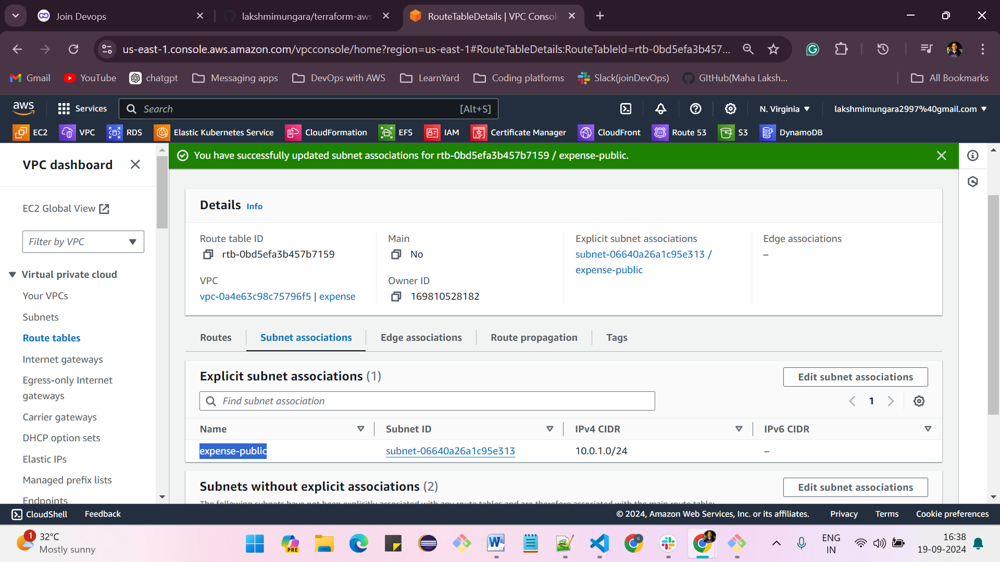 Join Devops
lakshmimungara/terraform-aws
RouteTableDetails | VPC Consol
us-east-1.console.aws.amazon.com/vpcconsole/home?region=us-east-1#RouteTableDetails:RouteTableId=rtb-0bd5efa3b457...
Gmail YouTube chatgpt Messaging apps DevOps with AWS LearnYard Coding platforms Slack(joinDevOps) GItHub(Maha Laksh... All Bookmarks
aws Services Search [Alt+S] N. Virginia lakshmimungara2997%40gmail.com
EC2 VPC RDS Elastic Kubernetes Service CloudFormation EFS IAM Certificate Manager CloudFront Route 53 S3 DynamoDB
VPC dashboard
EC2 Global View
Filter by VPC
Virtual private cloud
Your VPCs
Subnets
Route tables
Internet gateways
Egress-only Internet
gateways
Carrier gateways
DHCP option sets
Elastic IPs
Managed prefix lists
Endpoints
You have successfully updated subnet associations for rtb-0bd5efa3b457b7159 / expense-public.
Details Info
Route table ID
rtb-0bd5efa3b457b7159
VPC
vpc-0a4e63c98c75796f5 | expense
Main
No
Owner ID
169810528182
Explicit subnet associations
subnet-06640a26a1c95e313 /
expense-public
Edge associations
–
Routes Subnet associations Edge associations Route propagation Tags
Explicit subnet associations (1)
Edit subnet associations
Find subnet association
1
Name Subnet ID IPv4 CIDR IPv6 CIDR
expense-public subnet-06640a26a1c95e313 10.0.1.0/24 –
Subnets without explicit associations (2)
Edit subnet associations
The following subnets have not been explicitly associated with any route tables and are therefore associated with the main route table:
CloudShell Feedback © 2024, Amazon Web Services, Inc. or its affiliates. Privacy Terms Cookie preferences
1
32°C
Mostly sunny
PRE
ENG
IN
16:38
19-09-2024